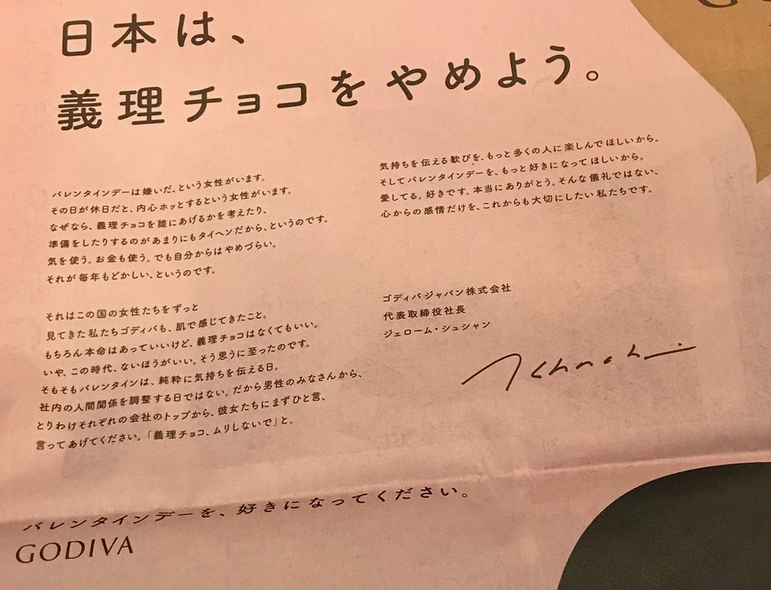 日本は、
義理チョコをやめよう。
バレンタインデーは嫌いだ、という女性がいます。
その日が休日だと、内心ホッとするという女性がいます。
なぜなら、義理チョコを誰にあげるかを考えたり、
準備をしたりするのがあまりにもタイヘンだから、というのです。
気を使う。お金も使う。でも自分からはやめづらい。
それが毎年もどかしい、というのです。
それはこの国の女性たちをずっと
見てきた私たちゴディバも、肌で感じてきたこと。
もちろん本命はあっていいけど、義理チョコはなくてもいい。
いや、この時代、ないほうがいい。そう思うに至ったのです。
そもそもバレンタインは、純粋に気持ちを伝える日。
社内の人間関係を調整する日ではない。だから男性のみなさんから、
とりわけそれぞれの会社のトップから、彼女たちにまずひと言、
言ってあげてください。「義理チョコ、ムリしないで」と。
気持ちを伝える歓びを、もっと多くの人に楽しんでほしいから。
そしてバレンタインデーを、もっと好きになってほしいから。
愛してる。好きです。本当にありがとう。そんな儀礼ではない、
心からの感情だけを、これからも大切にしたい私たちです。
ゴディバ ジャパン株式会社
代表取締役社長
ジェローム・シュシャン
バレンタインデーを、好きになってください。
GODIVA